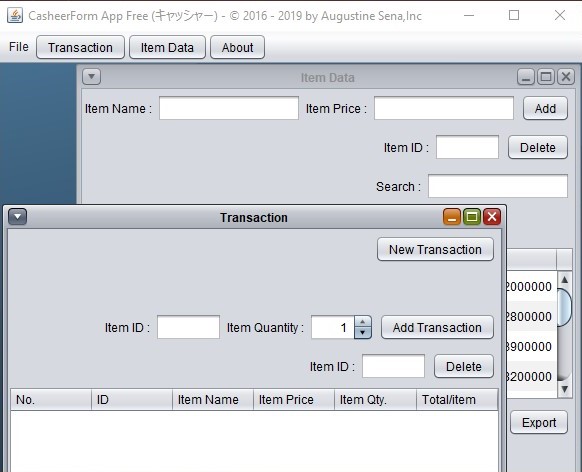 CasheerForm App Free (キャッシャー) - © 2016 - 2019 by Augustine Sena,Inc
File Transaction Item Data About
Item Data
Item Name : Item Price : Add
Item ID : Delete
Search :
Transaction
New Transaction
2000000
2800000
Item ID : Item Quantity : 1 Add Transaction
3900000
Item ID : Delete
3200000
No. ID Item Name Item Price Item Qty. Total/item
Export